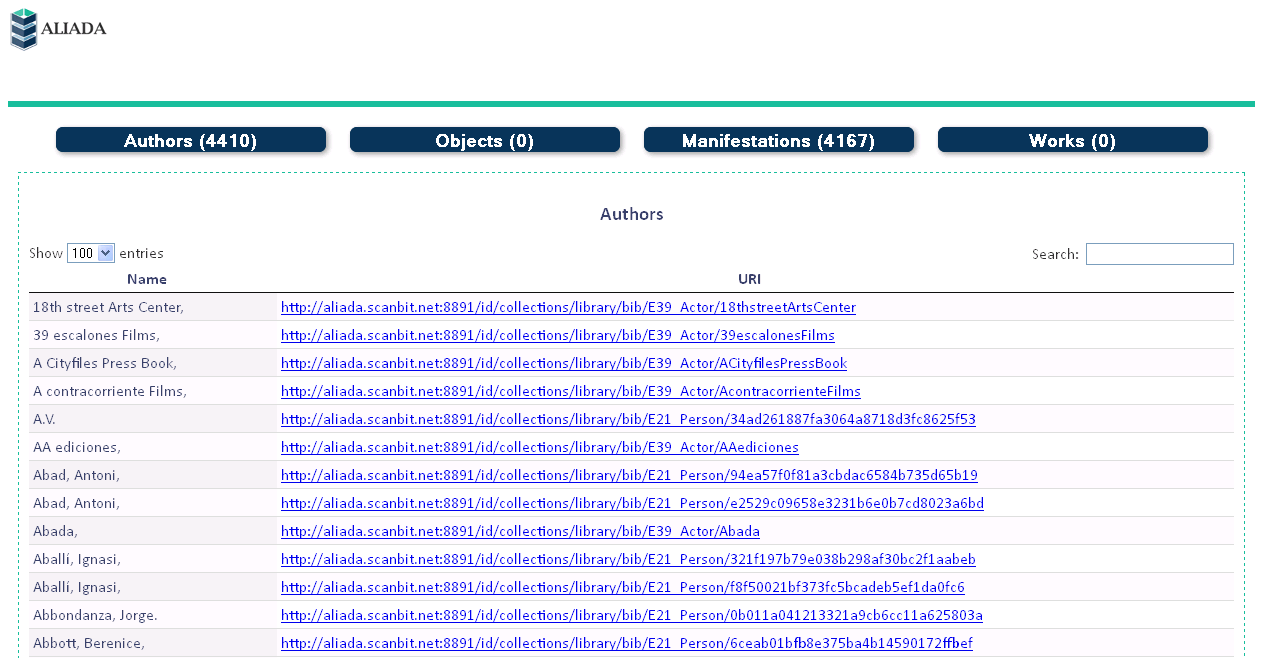 ALIADA
Authors (4410) Objects (0) Manifestations (4167) Works (0)
Authors
Show 100 entries Search:
Name URI
18th street Arts Center, http://aliada.scanbit.net:8891/id/collections/library/bib/E39_Actor/18thstreetArtsCenter
39 escalones Films, http://aliada.scanbit.net:8891/id/collections/library/bib/E39_Actor/39escalonesFilms
A Cityfiles Press Book, http://aliada.scanbit.net:8891/id/collections/library/bib/E39_Actor/ACityfilesPressBook
A contracorriente Films, http://aliada.scanbit.net:8891/id/collections/library/bib/E39_Actor/AcontracorrienteFilms
A.V. http://aliada.scanbit.net:8891/id/collections/library/bib/E21_Person/34ad261887fa3064a8718d3fc8625f53
AA ediciones, http://aliada.scanbit.net:8891/id/collections/library/bib/E39_Actor/AAediciones
Abad, Antoni, http://aliada.scanbit.net:8891/id/collections/library/bib/E21_Person/94ea57f0f81a3cbdac6584b735d65b19
Abad, Antoni, http://aliada.scanbit.net:8891/id/collections/library/bib/E21_Person/e2529c09658e3231b6e0b7cd8023a6bd
Abada, http://aliada.scanbit.net:8891/id/collections/library/bib/E39_Actor/Abada
Aballí, Ignasi, http://aliada.scanbit.net:8891/id/collections/library/bib/E21_Person/321f197b79e038b298af30bc2f1aabeb
Aballí, Ignasi, http://aliada.scanbit.net:8891/id/collections/library/bib/E21_Person/f8f50021bf373fc5bcadeb5ef1da0fc6
Abbondanza, Jorge. http://aliada.scanbit.net:8891/id/collections/library/bib/E21_Person/0b011a041213321a9cb6cc11a625803a
Abbott, Berenice, http://aliada.scanbit.net:8891/id/collections/library/bib/E21_Person/6ceab01bfb8e375ba4b14590172ffbef